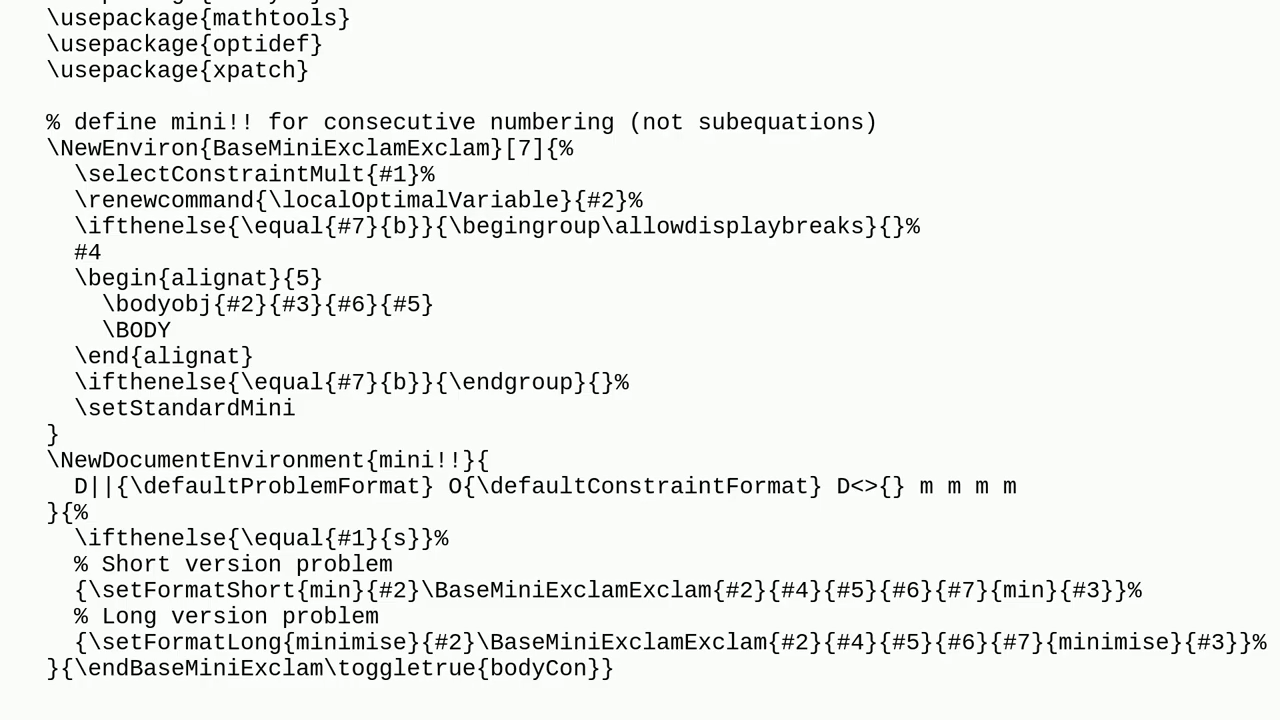 \usepackage{mathtools}
\usepackage{optidef}
\usepackage{xpatch}

% define mini!! for consecutive numbering (not subequations)
\NewEnviron{BaseMiniExclamExclam}[7]{%
  \selectConstraintMult{#1}%
  \renewcommand{\localOptimalVariable}{#2}%
  \ifthenelse{\equal{#7}{b}}{\begingroup\allowdisplaybreaks}{}%
  #4
  \begin{alignat}{5}
    \bodyobj{#2}{#3}{#6}{#5}
    \BODY
  \end{alignat}
  \ifthenelse{\equal{#7}{b}}{\endgroup}{}%
  \setStandardMini
}
\NewDocumentEnvironment{mini!!}{
  D||{\defaultProblemFormat} O{\defaultConstraintFormat} D<>{} m m m m
}{%
  \ifthenelse{\equal{#1}{s}}%
  % Short version problem
  {\setFormatShort{min}{#2}\BaseMiniExclamExclam{#2}{#4}{#5}{#6}{#7}{min}{#3}}%
  % Long version problem
  {\setFormatLong{minimise}{#2}\BaseMiniExclamExclam{#2}{#4}{#5}{#6}{#7}{minimise}{#3}}%
}{\endBaseMiniExclam\toggletrue{bodyCon}}